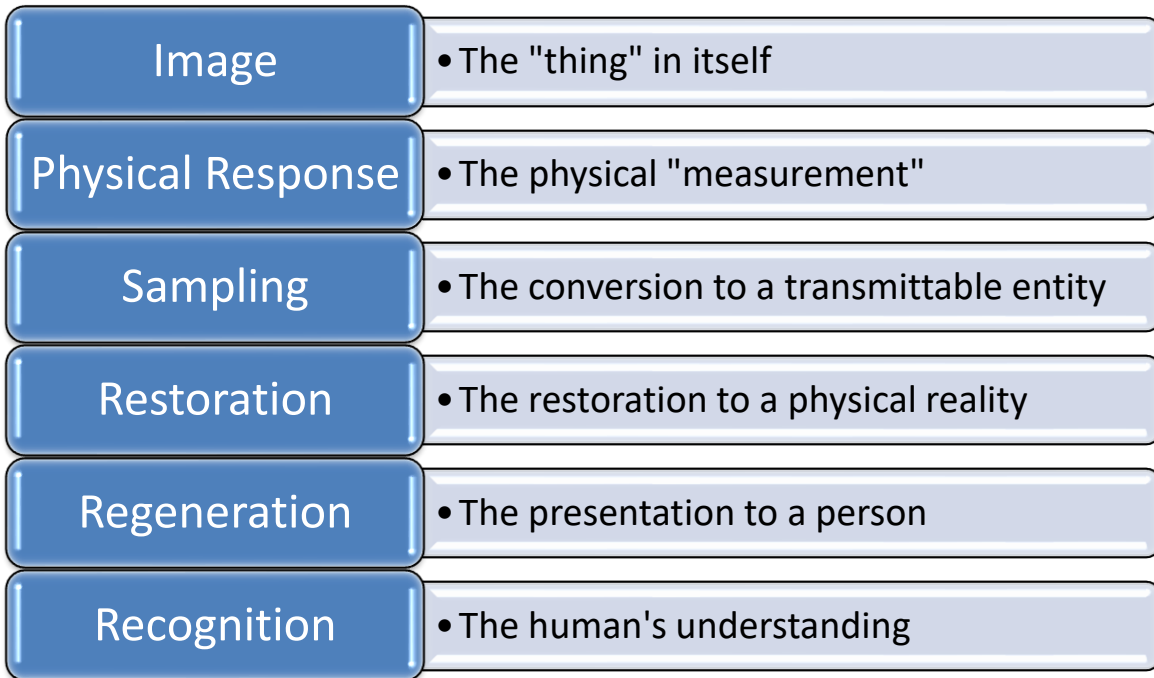 Image
• The "thing" in itself
Physical Response
• The physical "measurement"
Sampling
• The conversion to a transmittable entity
Restoration
• The restoration to a physical reality
Regeneration
• The presentation to a person
Recognition
• The human's understanding